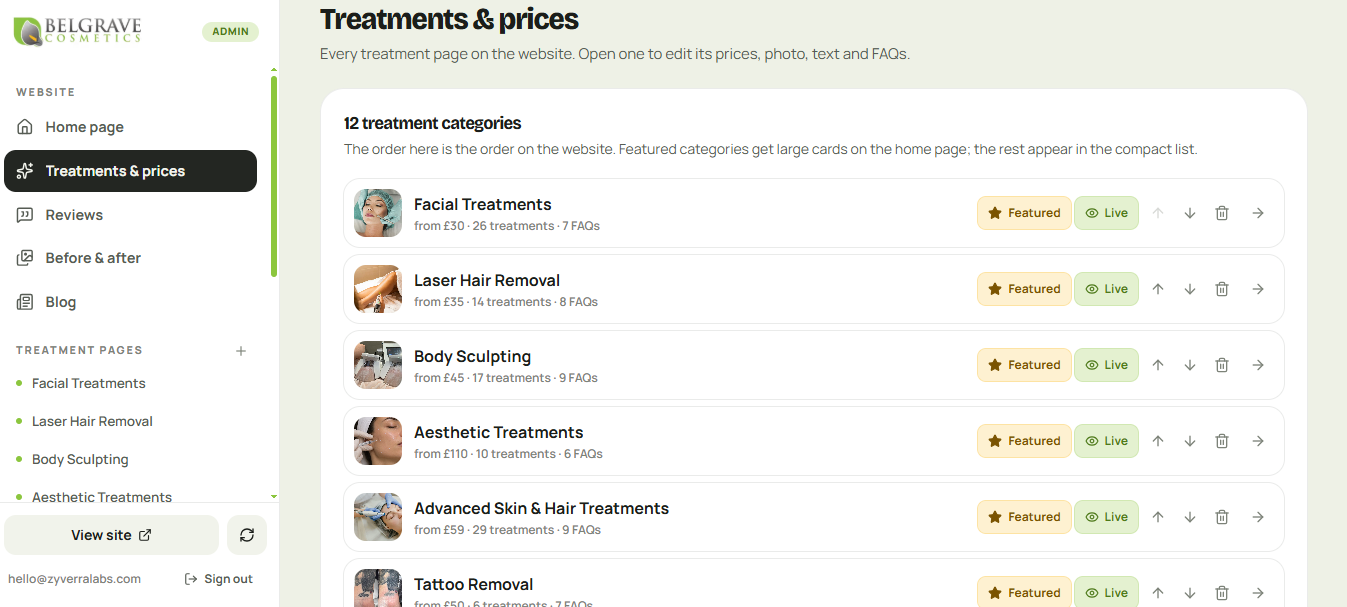 BELGRAVE
COSMETICS
ADMIN
WEBSITE
Home page
Treatments & prices
Reviews
Before & after
Blog
TREATMENT PAGES
Facial Treatments
Laser Hair Removal
Body Sculpting
Aesthetic Treatments
View site
hello@zyverralabs.com
Sign out
Treatments & prices
Every treatment page on the website. Open one to edit its prices, photo, text and FAQs.
12 treatment categories
The order here is the order on the website. Featured categories get large cards on the home page; the rest appear in the compact list.
Facial Treatments
from £30 · 26 treatments · 7 FAQs
Featured Live
Laser Hair Removal
from £35 · 14 treatments · 8 FAQs
Featured Live
Body Sculpting
from £45 · 17 treatments · 9 FAQs
Featured Live
Aesthetic Treatments
from £110 · 10 treatments · 6 FAQs
Featured Live
Advanced Skin & Hair Treatments
from £59 · 29 treatments · 9 FAQs
Featured Live
Tattoo Removal
from £50 · 6 treatments · 7 FAQs
Featured Live